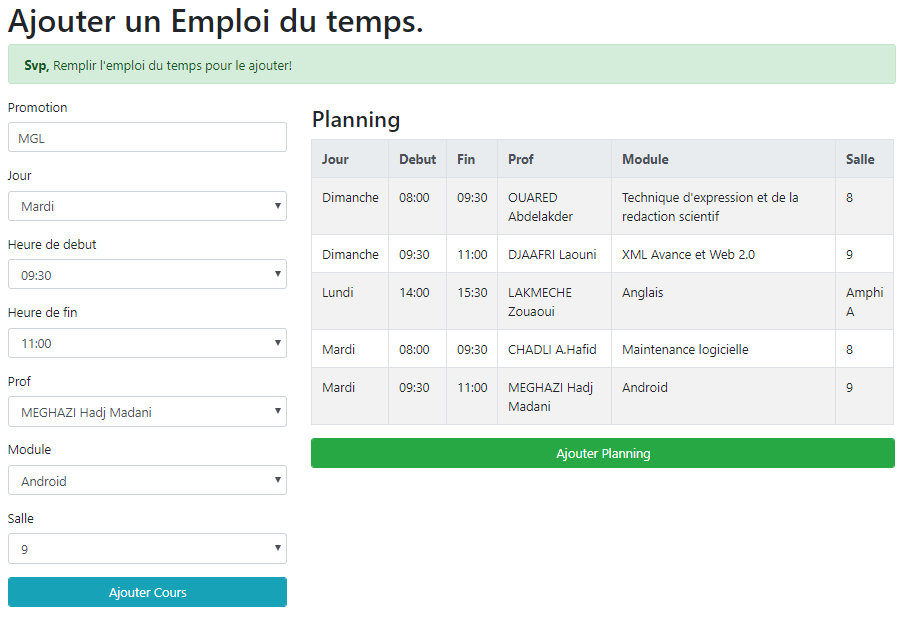 Ajouter un Emploi du temps.
Svp, Remplir l'emploi du temps pour le ajouter!
Promotion
MGL
Jour
Mardi
Heure de debut
09:30
Heure de fin
11:00
Prof
MEGHAZI Hadj Madani
Module
Android
Salle
9
Ajouter Cours
Planning
Jour Debut Fin Prof Module Salle
Dimanche 08:00 09:30 OUARED Technique d'expression et de la 8
Abdelakder redaction scientif
Dimanche 09:30 11:00 DJAAFRI Laouni XML Avance et Web 2.0 9
Lundi 14:00 15:30 LAKMECHE Anglais Amphi
Zouaoui A
Mardi 08:00 09:30 CHADLI A.Hafid Maintenance logicielle 8
Mardi 09:30 11:00 MEGHAZI Hadj Android 9
Madani
Ajouter Planning